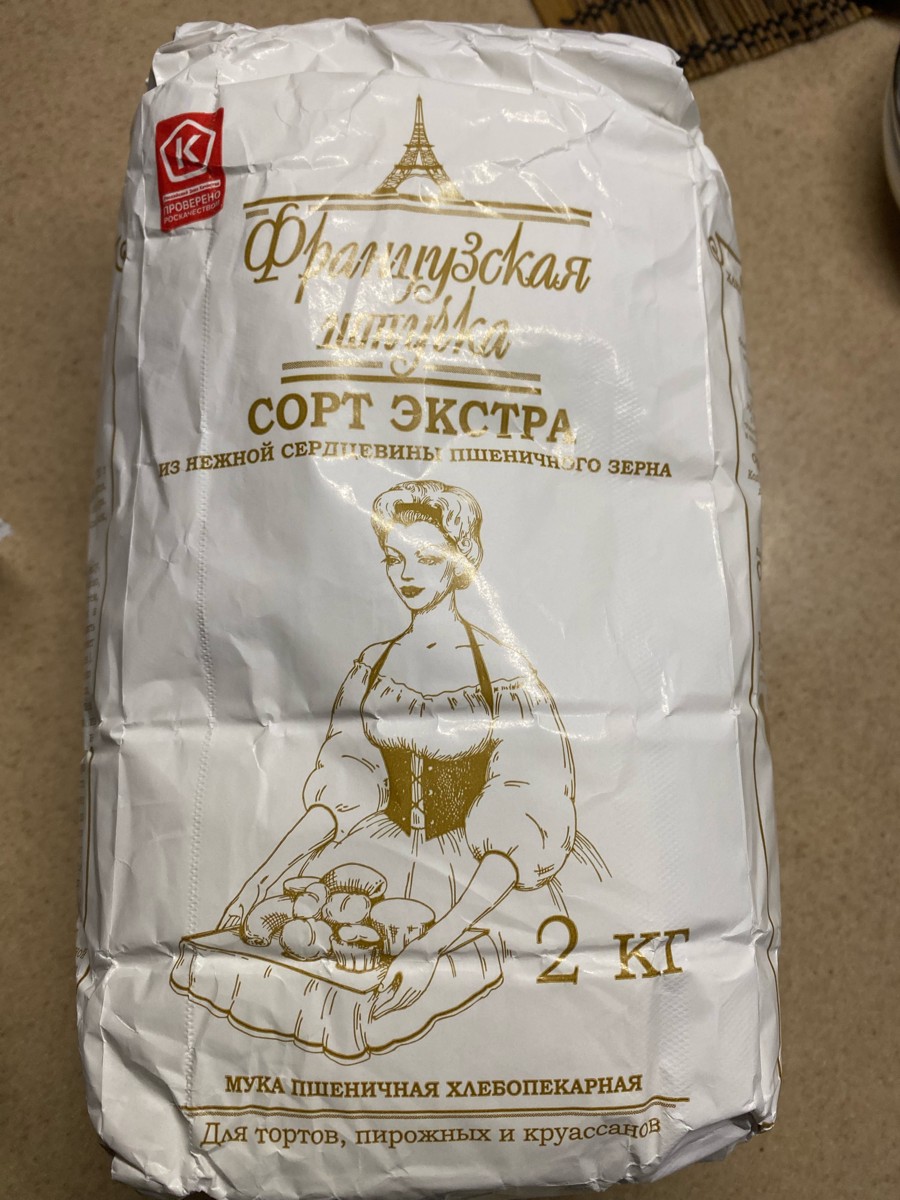 К
ПРОВЕРЕНО
РОСКАЧЕСТВОМ
Французская
штучка
СОРТ ЭКСТРА
ИЗ НЕЖНОЙ СЕРДЦЕВИНЫ ПШЕНИЧНОГО ЗЕРНА
2 кг
МУКА ПШЕНИЧНАЯ ХЛЕБОПЕКАРНАЯ
Для тортов, пирожных и круассанов